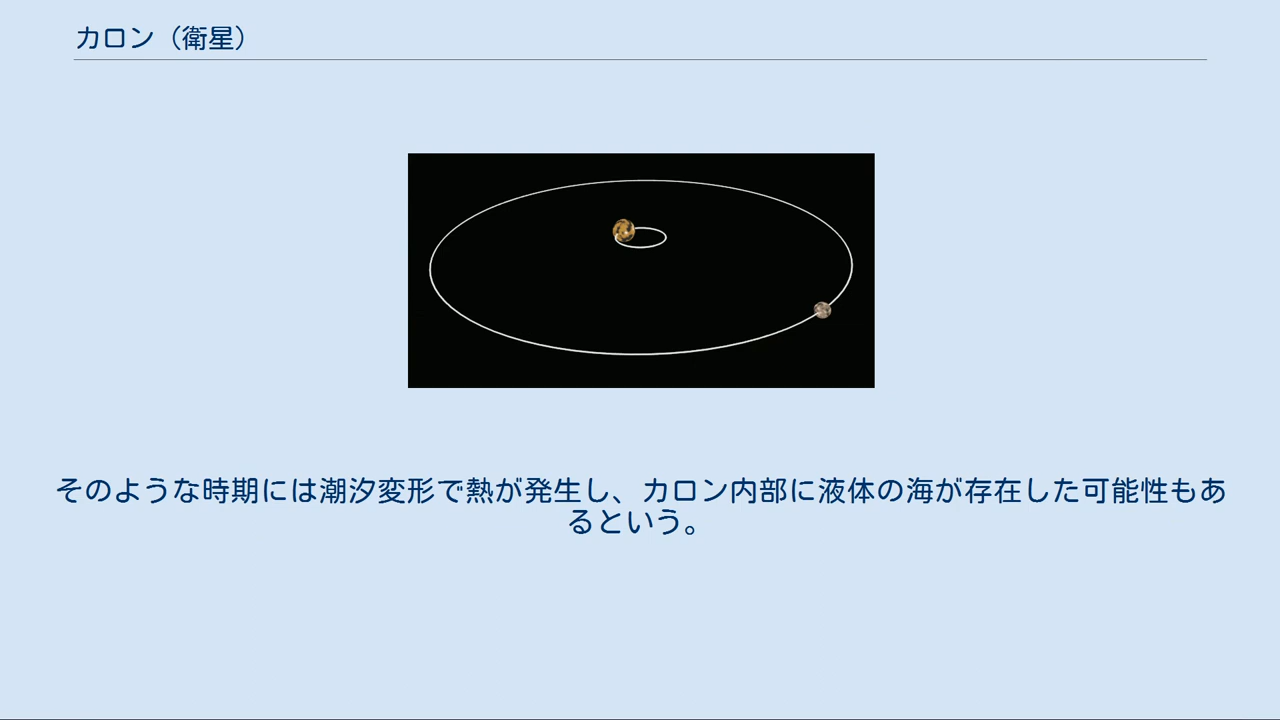 カロン（衛星）
そのような時期には潮汐変形で熱が発生し、カロン内部に液体の海が存在した可能性もあ
るという。